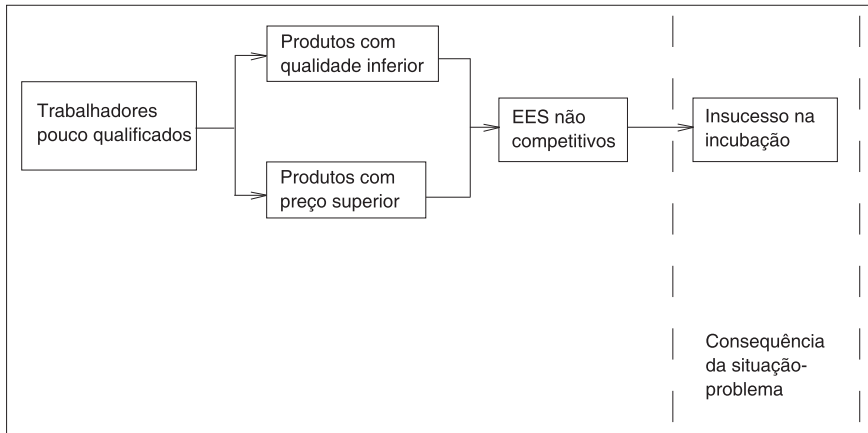 Produtos com
qualidade inferior
Trabalhadores
pouco qualificados
EES não
competitivos
Insucesso na
incubação
Produtos com
preço superior
Consequência
da situação-
problema